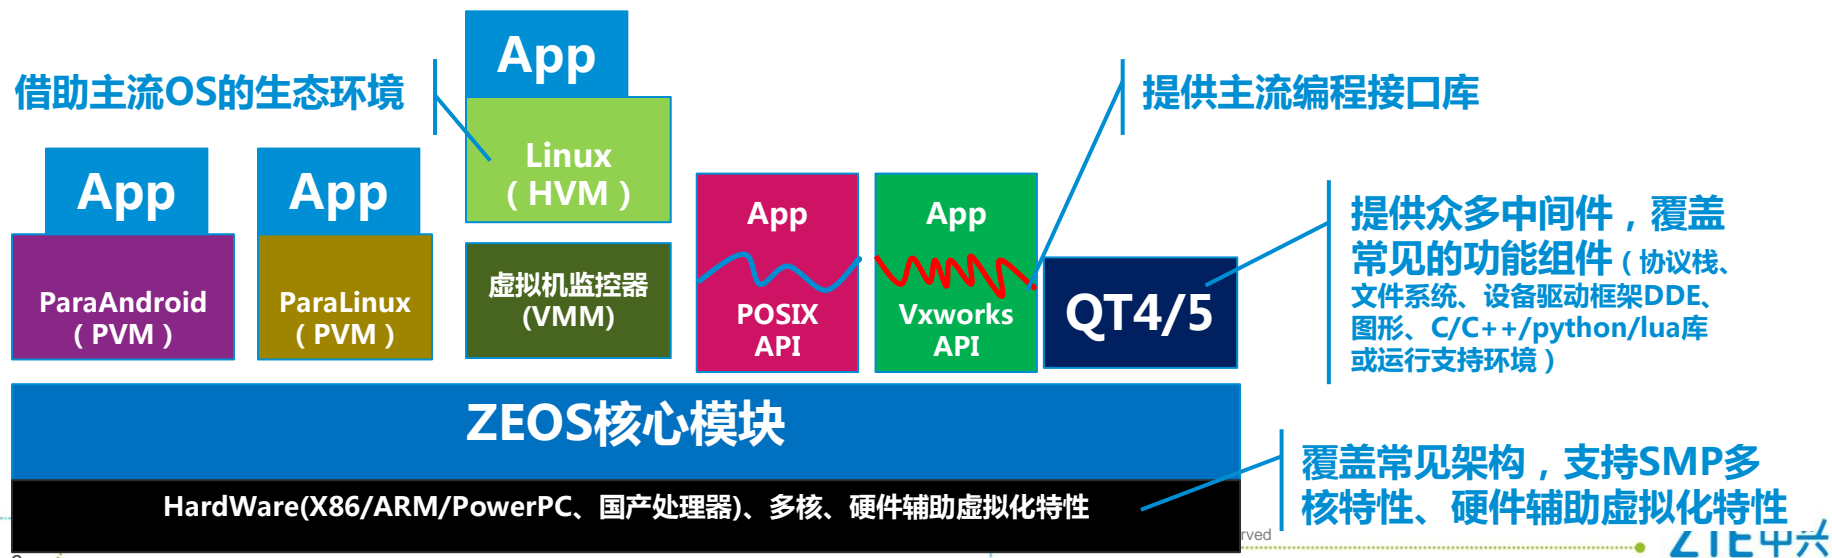 App
借助主流OS的生态环境
提供主流编程接口库
Linux
（HVM）
App
App
App
App
提供众多中间件，覆盖
常见的功能组件（协议栈、
文件系统、设备驱动框架DDE、
图形、C/C++/python/lua库
或运行支持环境）
虚拟机监控器
(VMM)
ParaAndroid
（PVM）
ParaLinux
（PVM）
POSIX
API
Vxworks
API
QT4/5
ZEOS核心模块
覆盖常见架构，支持SMP多
核特性、硬件辅助虚拟化特性
HardWare(X86/ARM/PowerPC、国产处理器)、多核、硬件辅助虚拟化特性
rved
ZTE中兴